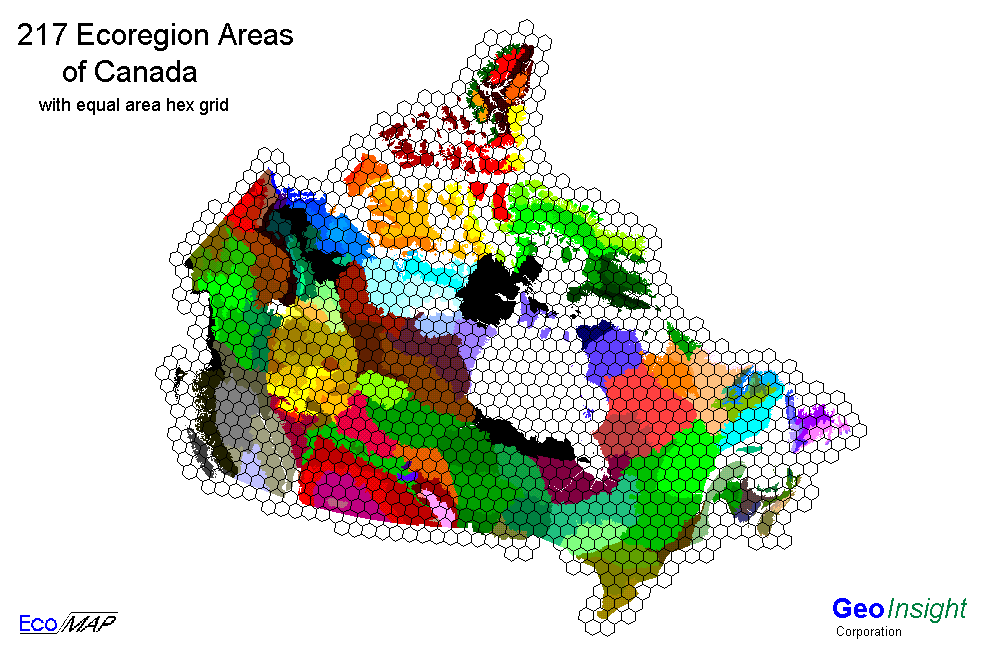 217 Ecoregion Areas
of Canada
with equal area hex grid
EcoMAP
GeoInsight
Corporation